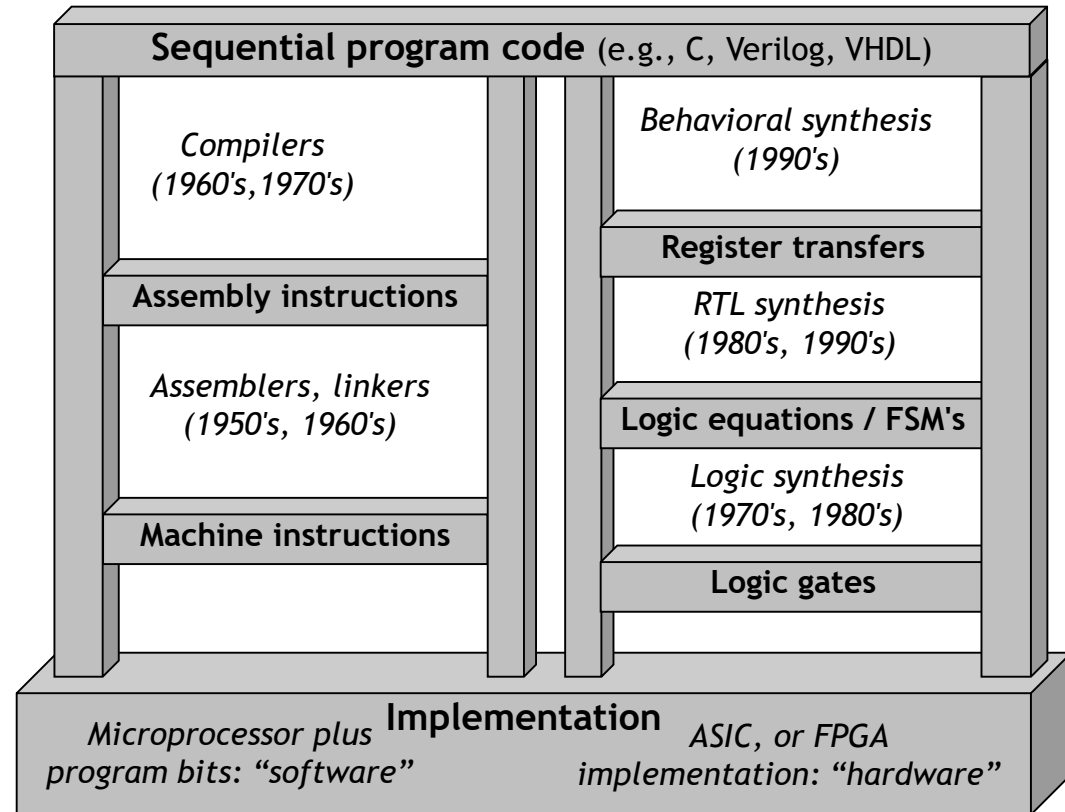 Sequential program code (e.g., C, Verilog, VHDL)
Compilers
(1960's,1970's)
Assembly instructions
Assemblers, linkers
(1950's, 1960's)
Machine instructions
Behavioral synthesis
(1990's)
Register transfers
RTL synthesis
(1980's, 1990's)
Logic equations / FSM's
Logic synthesis
(1970's, 1980's)
Logic gates
Implementation
Microprocessor plus
program bits: “software”
ASIC, or FPGA
implementation: “hardware”